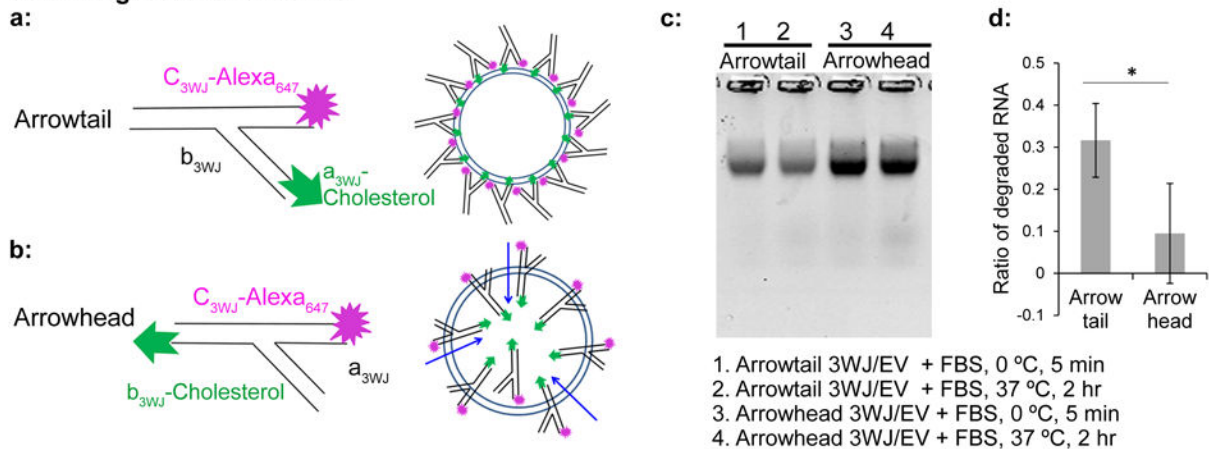 a:
C3WJ-Alexa647
Arrowtail
b3WJ
a3WJ-
Cholesterol
b:
C3WJ-Alexa647
Arrowhead
a3WJ
b3WJ-Cholesterol
c:
1 2 3 4
Arrowtail Arrowhead
1. Arrowtail 3WJ/EV + FBS, 0 ºC, 5 min
2. Arrowtail 3WJ/EV + FBS, 37 ºC, 2 hr
3. Arrowhead 3WJ/EV + FBS, 0 ºC, 5 min
4. Arrowhead 3WJ/EV + FBS, 37 ºC, 2 hr
d:
Ratio of degraded RNA
0.5
0.4
0.3
0.2
0.1
0
-0.1
*
Arrow Arrow
tail head